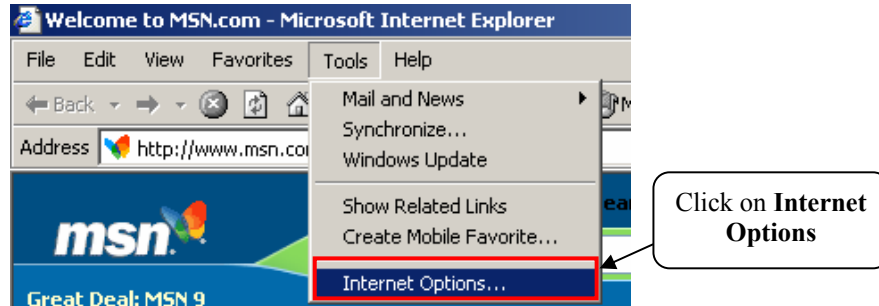 Welcome to MSN.com - Microsoft Internet Explorer
File Edit View Favorites Tools Help
Back
Mail and News
Synchronize...
Address http://www.msn.co
Windows Update
Show Related Links
Create Mobile Favorite...
Internet Options...
msn
Great Deal: MSN 9
Click on Internet
Options